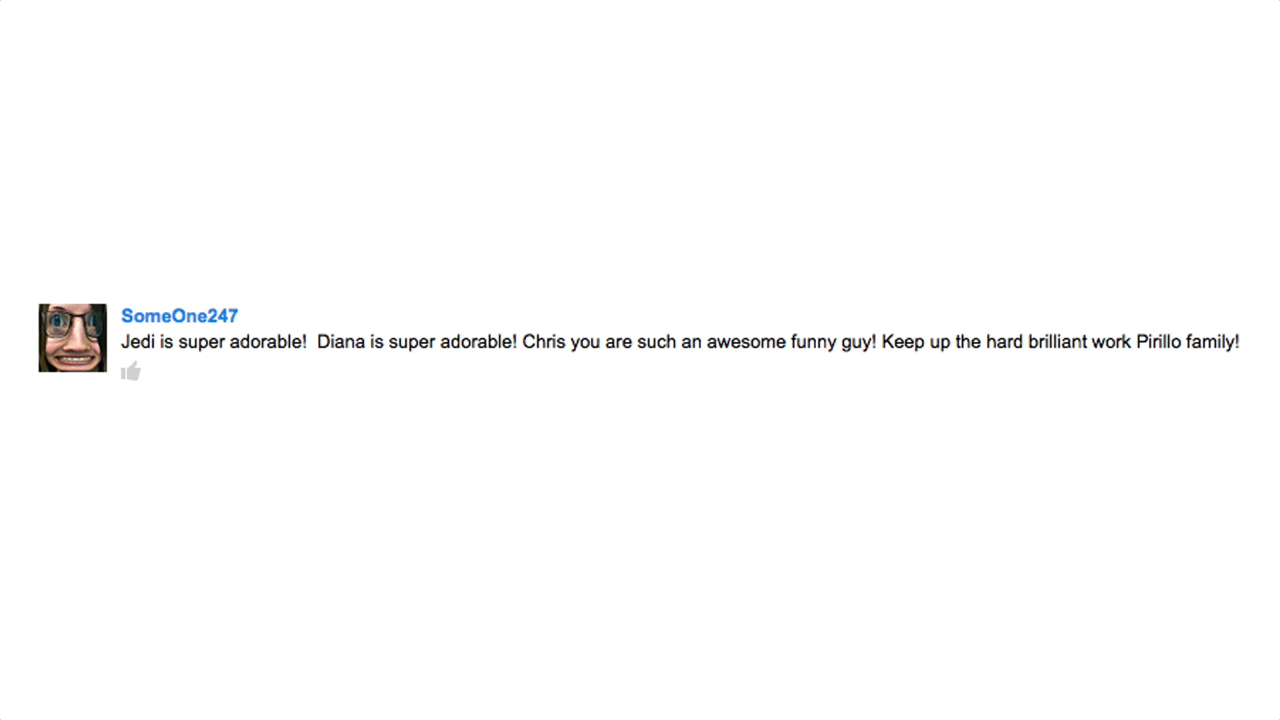 SomeOne247
Jedi is super adorable!  Diana is super adorable! Chris you are such an awesome funny guy! Keep up the hard brilliant work Pirillo family!